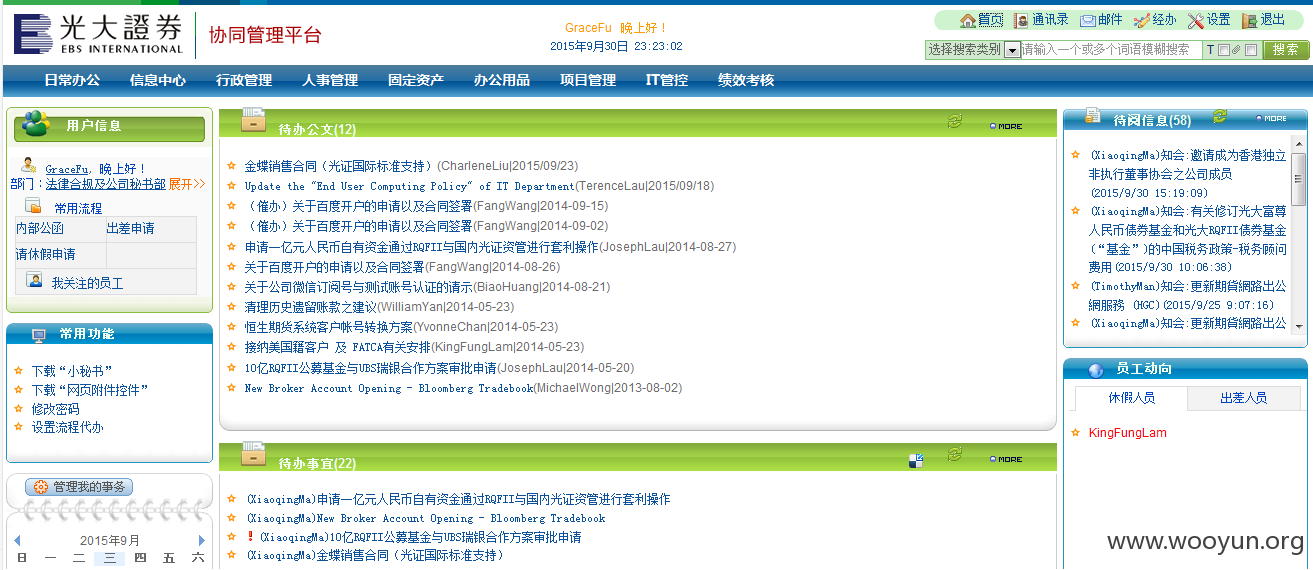 光大證券
EBS INTERNATIONAL
协同管理平台
GraceFu 晚上好！
2015年9月30日 23:23:02
首页 通讯录 邮件 经办 设置 退出
选择搜索类别 请输入一个或多个词语模糊搜索 T 搜索
日常办公 信息中心 行政管理 人事管理 固定资产 办公用品 项目管理 IT管控 绩效考核
用户信息
GraceFu, 晚上好！
部门：法律合规及公司秘书部 展开>>
常用流程
内部公函 出差申请
请休假申请
我关注的员工
常用功能
下载“小秘书”
下载“网页附件控件”
修改密码
设置流程代办
管理我的事务
2015年9月
日 一 二 三 四 五 六
待办公文(12)
MORE
金蝶销售合同（光证国际标准支持）(CharleneLiu|2015/09/23)
Update the “End User Computing Policy” of IT Department(TerenceLau|2015/09/18)
（催办）关于百度开户的申请以及合同签署(FangWang|2014-09-15)
（催办）关于百度开户的申请以及合同签署(FangWang|2014-09-02)
申请一亿元人民币自有资金通过RQFII与国内光证资管进行套利操作(JosephLau|2014-08-27)
关于百度开户的申请以及合同签署(FangWang|2014-08-26)
关于公司微信订阅号与测试账号认证的请示(BiaoHuang|2014-08-21)
清理历史遗留账款之建议(WilliamYan|2014-05-23)
恒生期货系统客户帐号转换方案(YvonneChan|2014-05-23)
接纳美国籍客户 及 FATCA有关安排(KingFungLam|2014-05-23)
10亿RQFII公募基金与UBS瑞银合作方案审批申请(JosephLau|2014-05-20)
New Broker Account Opening - Bloomberg Tradebook(MichaelWong|2013-08-02)
待办事宜(22)
MORE
(XiaoqingMa)申请一亿元人民币自有资金通过RQFII与国内光证资管进行套利操作
(XiaoqingMa)New Broker Account Opening - Bloomberg Tradebook
! (XiaoqingMa)10亿RQFII公募基金与UBS瑞银合作方案审批申请
(XiaoqingMa)金蝶销售合同（光证国际标准支持）
待阅信息(58)
MORE
(XiaoqingMa)知会:邀请成为香港独立
非执行董事协会之公司成员
(2015/9/30 15:19:09)
(XiaoqingMa)知会:有关修订光大富尊
人民币债券基金和光大RQFII债券基金
(“基金”)的中国税务政策-税务顾问
费用(2015/9/30 10:06:38)
(TimothyMan)知会:更新期貨網路出公
網服務 (HGC)(2015/9/25 9:07:16)
(XiaoqingMa)知会:更新期貨網路出公
员工动向
休假人员 出差人员
KingFungLam
www.wooyun.org